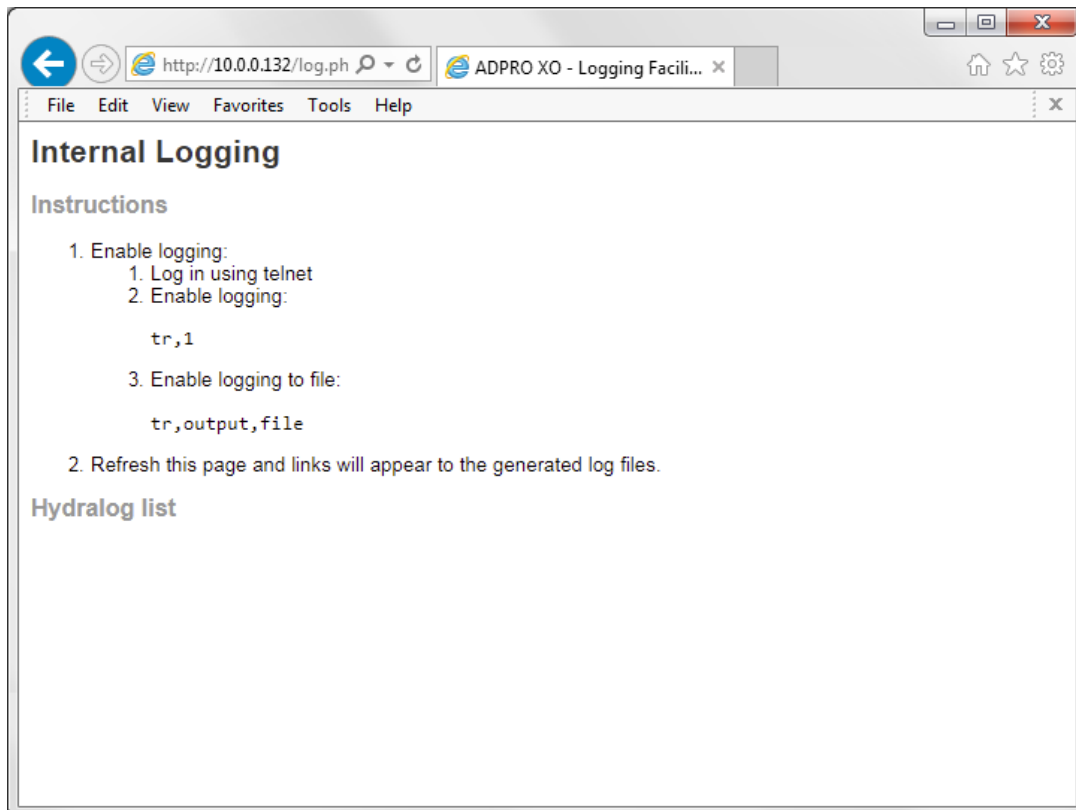 http://10.0.0.132/log.ph
ADPRO XO - Logging Facili...
File Edit View Favorites Tools Help
Internal Logging
Instructions
1. Enable logging:
1. Log in using telnet
2. Enable logging:
tr,1
3. Enable logging to file:
tr,output,file
2. Refresh this page and links will appear to the generated log files.
Hydralog list